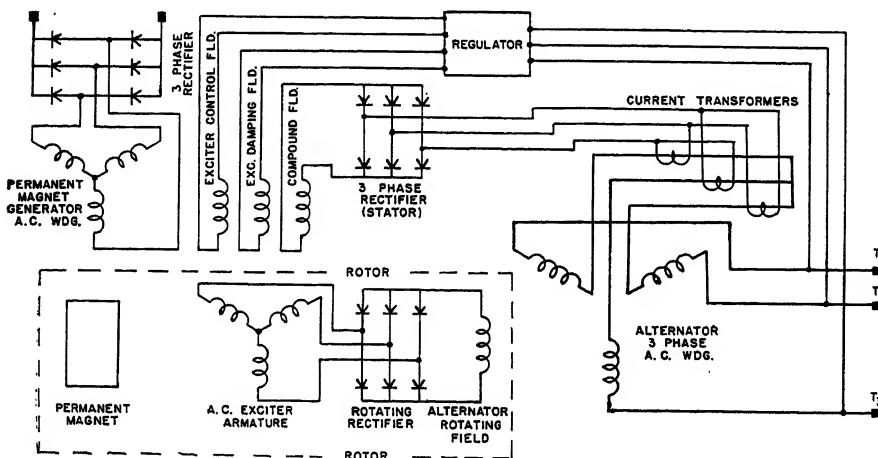 3 PHASE
RECTIFIER
EXCITER CONTROL FLD.
EXC. DAMPING FLD.
COMPOUND FLD.
REGULATOR
CURRENT TRANSFORMERS
3 PHASE
RECTIFIER
(STATOR)
PERMANENT
MAGNET
GENERATOR
A.C. WDG.
ROTOR
T
T
ALTERNATOR
3 PHASE
A.C. WDG.
PERMANENT
MAGNET
A.C. EXCITER
ARMATURE
ROTATING
RECTIFIER
ALTERNATOR
ROTATING
FIELD
T
ROTOR